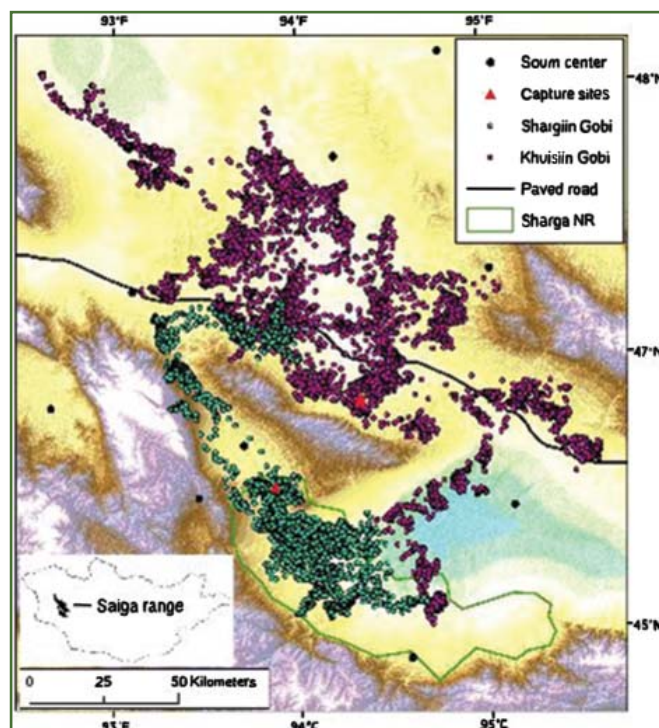 93°F
94°F
95°F
48°N
Soum center
Capture sites
Shargiin Gobi
Khuisiin Gobi
Paved road
Sharga NR
47°N
45°N
Saiga range
0 25 50 Kilometers
93°F
94°C
95°C